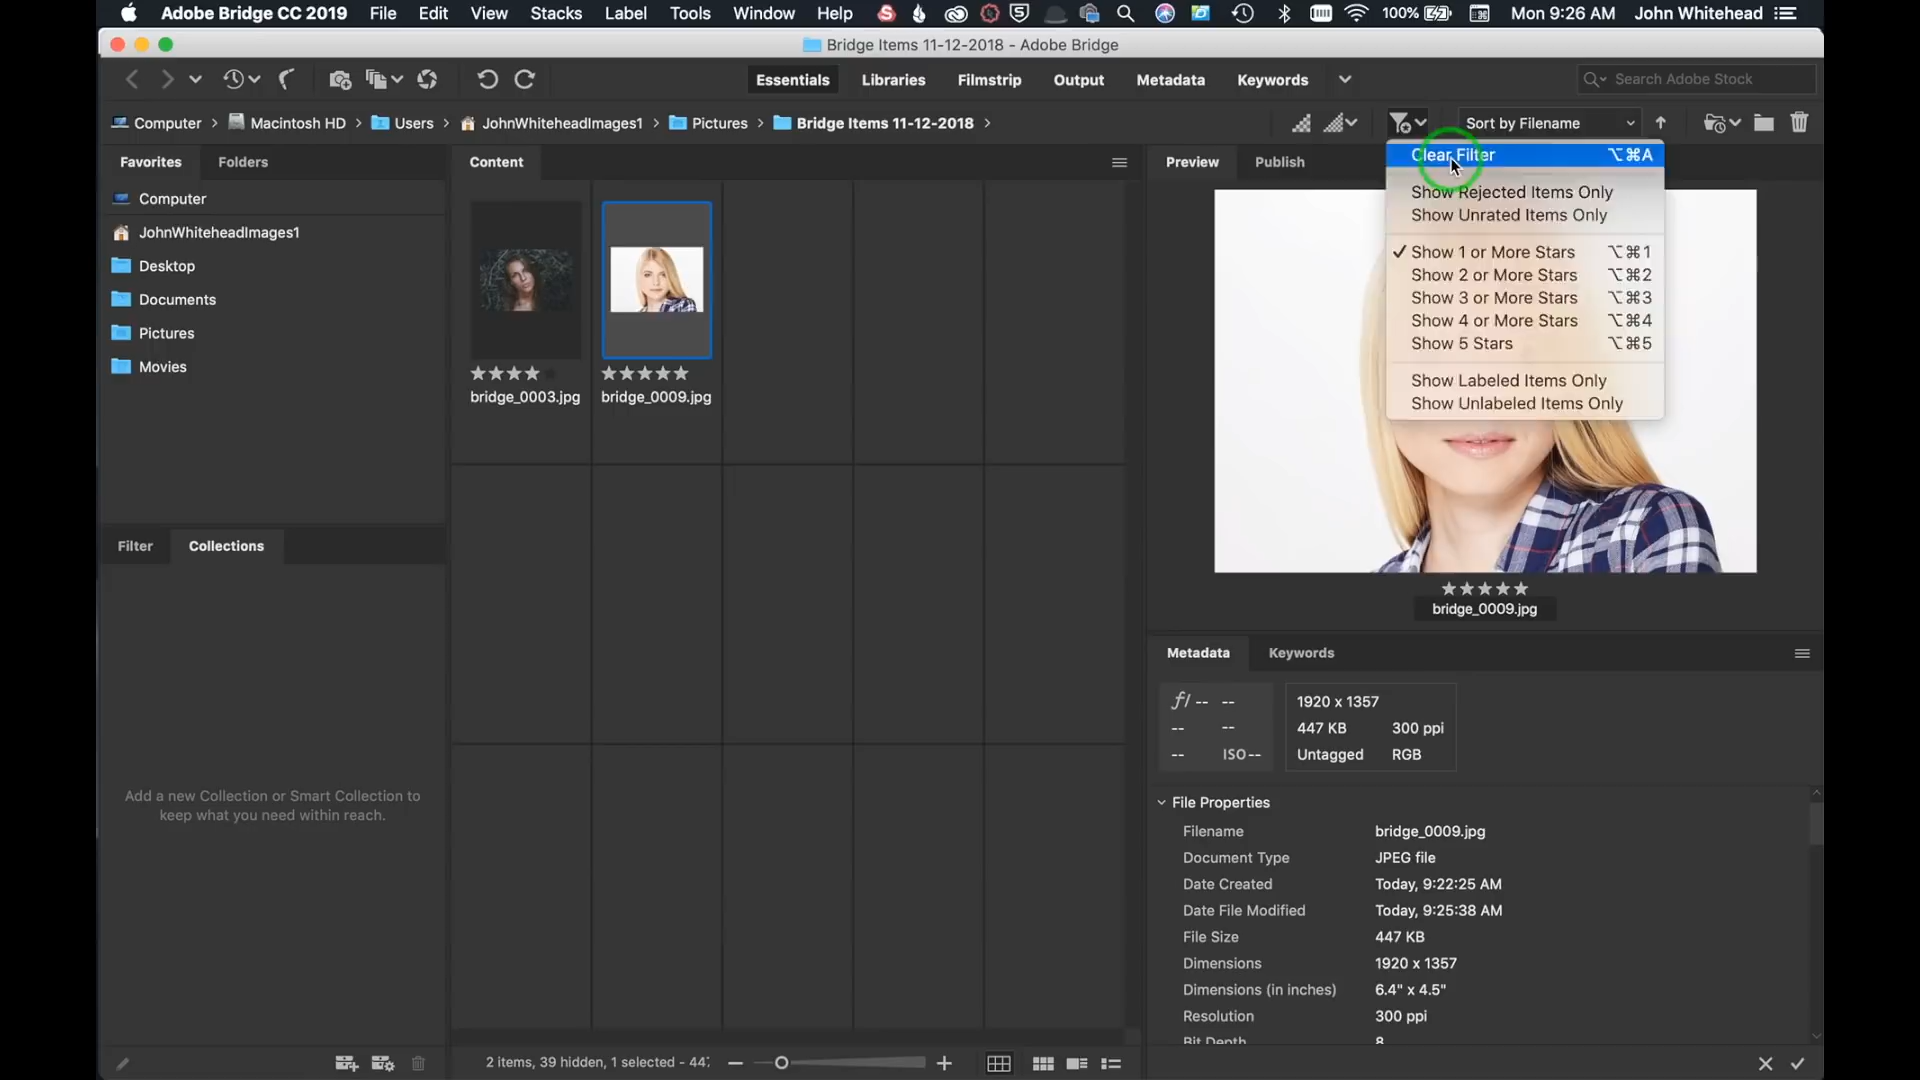 Adobe Bridge CC 2019 File Edit View Stacks Label Tools Window Help 100% Mon 9:26 AM John Whitehead
Bridge Items 11-12-2018 - Adobe Bridge
Essentials Libraries Filmstrip Output Metadata Keywords Search Adobe Stock
Computer Macintosh HD Users JohnWhiteheadImages1 Pictures Bridge Items 11-12-2018 Sort by Filename
Favorites Folders
Computer
JohnWhiteheadImages1
Desktop
Documents
Pictures
Movies
Filter Collections
Add a new Collection or Smart Collection to
keep what you need within reach.
Content
bridge_0003.jpg bridge_0009.jpg
2 items, 39 hidden, 1 selected - 447
Preview Publish
Clear Filter ⌥⌘A
Show Rejected Items Only
Show Unrated Items Only
✓ Show 1 or More Stars ⌥⌘1
Show 2 or More Stars ⌥⌘2
Show 3 or More Stars ⌥⌘3
Show 4 or More Stars ⌥⌘4
Show 5 Stars ⌥⌘5
Show Labeled Items Only
Show Unlabeled Items Only
bridge_0009.jpg
Metadata Keywords
f/ -- -- 1920 x 1357
-- -- 447 KB 300 ppi
-- ISO-- Untagged RGB
File Properties
Filename bridge_0009.jpg
Document Type JPEG file
Date Created Today, 9:22:25 AM
Date File Modified Today, 9:25:38 AM
File Size 447 KB
Dimensions 1920 x 1357
Dimensions (in inches) 6.4" x 4.5"
Resolution 300 ppi
Bit Depth 8